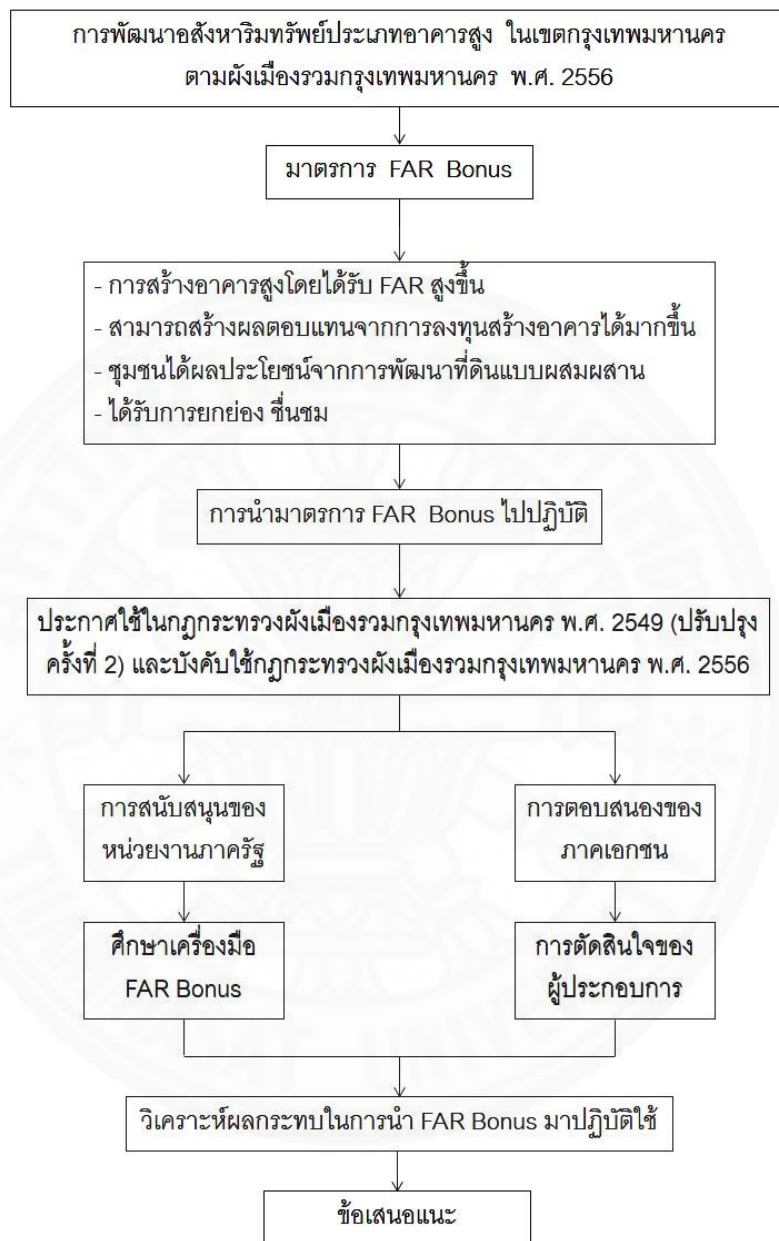 การพัฒนาอสังหาริมทรัพย์ประเภทอาคารสูง ในเขตกรุงเทพมหานคร
ตามผังเมืองรวมกรุงเทพมหานคร พ.ศ. 2556
มาตรการ FAR Bonus
- การสร้างอาคารสูงโดยได้รับ FAR สูงขึ้น
- สามารถสร้างผลตอบแทนจากการลงทุนสร้างอาคารได้มากขึ้น
- ชุมชนได้ผลประโยชน์จากการพัฒนาที่ดินแบบผสมผสาน
- ได้รับการยกย่อง ชื่นชม
การนำมาตรการ FAR Bonus ไปปฏิบัติ
ประกาศใช้ในกฎกระทรวงผังเมืองรวมกรุงเทพมหานคร พ.ศ. 2549 (ปรับปรุง
ครั้งที่ 2) และบังคับใช้กฎกระทรวงผังเมืองรวมกรุงเทพมหานคร พ.ศ. 2556
การสนับสนุนของ
หน่วยงานภาครัฐ
การตอบสนองของ
ภาคเอกชน
ศึกษาเครื่องมือ
FAR Bonus
การตัดสินใจของ
ผู้ประกอบการ
วิเคราะห์ผลกระทบในการนำ FAR Bonus มาปฏิบัติใช้
ข้อเสนอแนะ